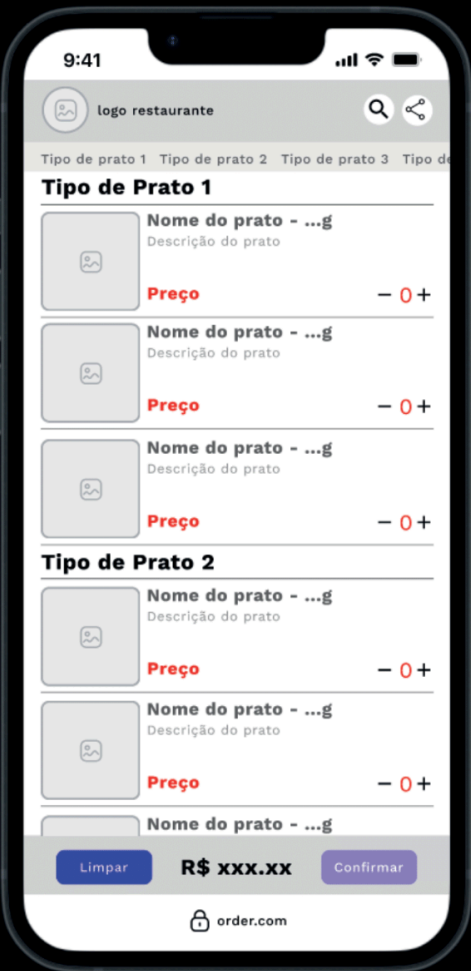 9:41
logo restaurante
Tipo de prato 1 Tipo de prato 2 Tipo de prato 3 Tipo de
Tipo de Prato 1
Nome do prato - ...g
Descrição do prato
Preço − 0 +
Nome do prato - ...g
Descrição do prato
Preço − 0 +
Nome do prato - ...g
Descrição do prato
Preço − 0 +
Tipo de Prato 2
Nome do prato - ...g
Descrição do prato
Preço − 0 +
Nome do prato - ...g
Descrição do prato
Preço − 0 +
Nome do prato - ...g
Limpar R$ xxx.xx Confirmar
order.com